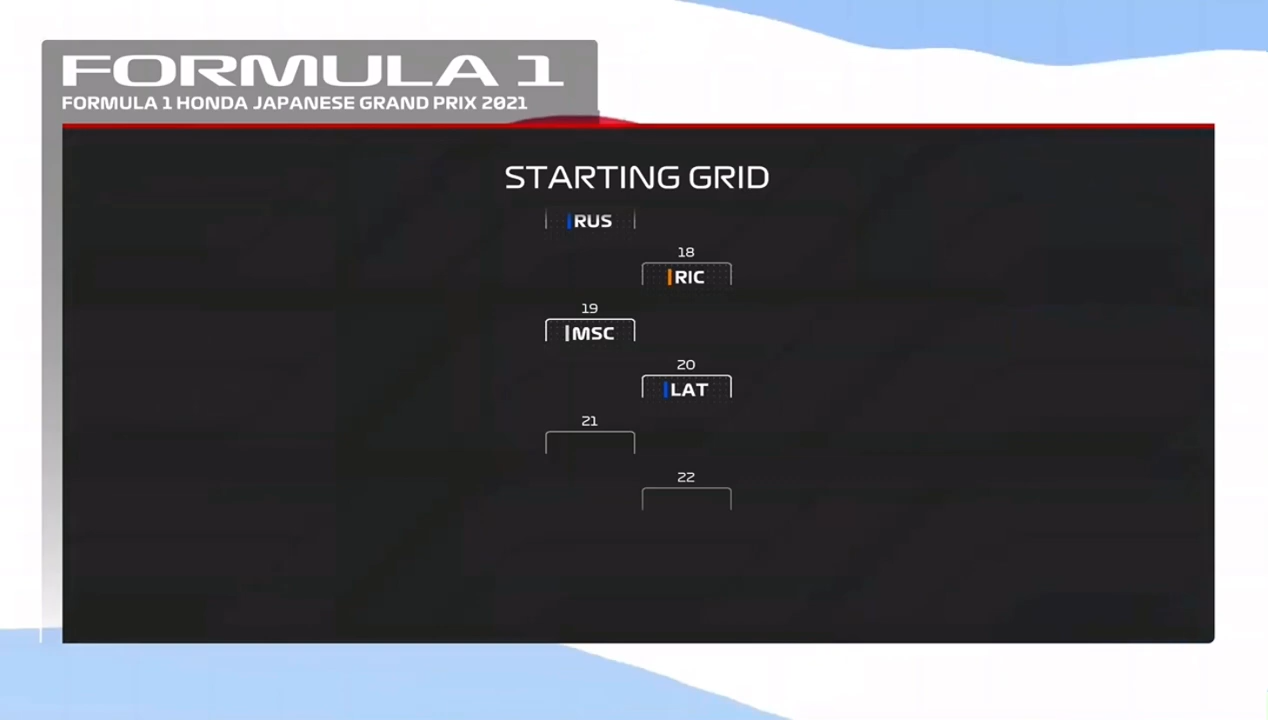 FORMULA 1
FORMULA 1 HONDA JAPANESE GRAND PRIX 2021
STARTING GRID
RUS
18
RIC
19
MSC
20
LAT
21
22